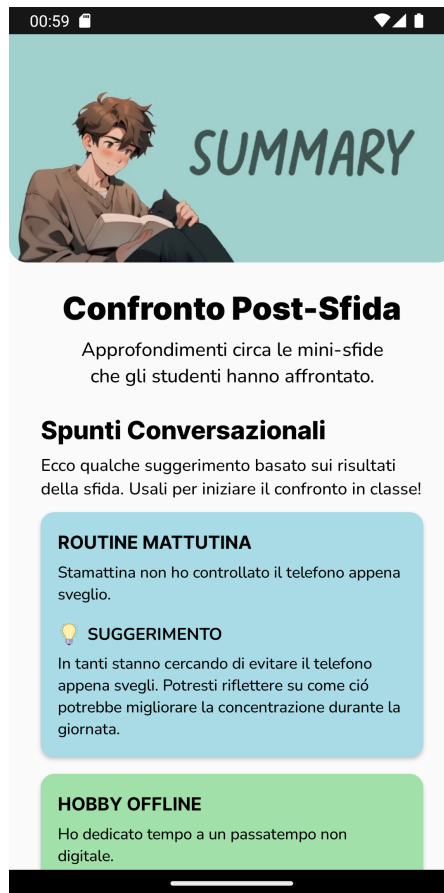 00:59
SUMMARY
Confronto Post-Sfida
Approfondimenti circa le mini-sfide
che gli studenti hanno affrontato.
Spunti Conversazionali
Ecco qualche suggerimento basato sui risultati
della sfida. Usali per iniziare il confronto in classe!
ROUTINE MATTUTINA
Stamattina non ho controllato il telefono appena
sveglio.
SUGGERIMENTO
In tanti stanno cercando di evitare il telefono
appena svegli. Potresti riflettere su come ció
potrebbe migliorare la concentrazione durante la
giornata.
HOBBY OFFLINE
Ho dedicato tempo a un passatempo non
digitale.